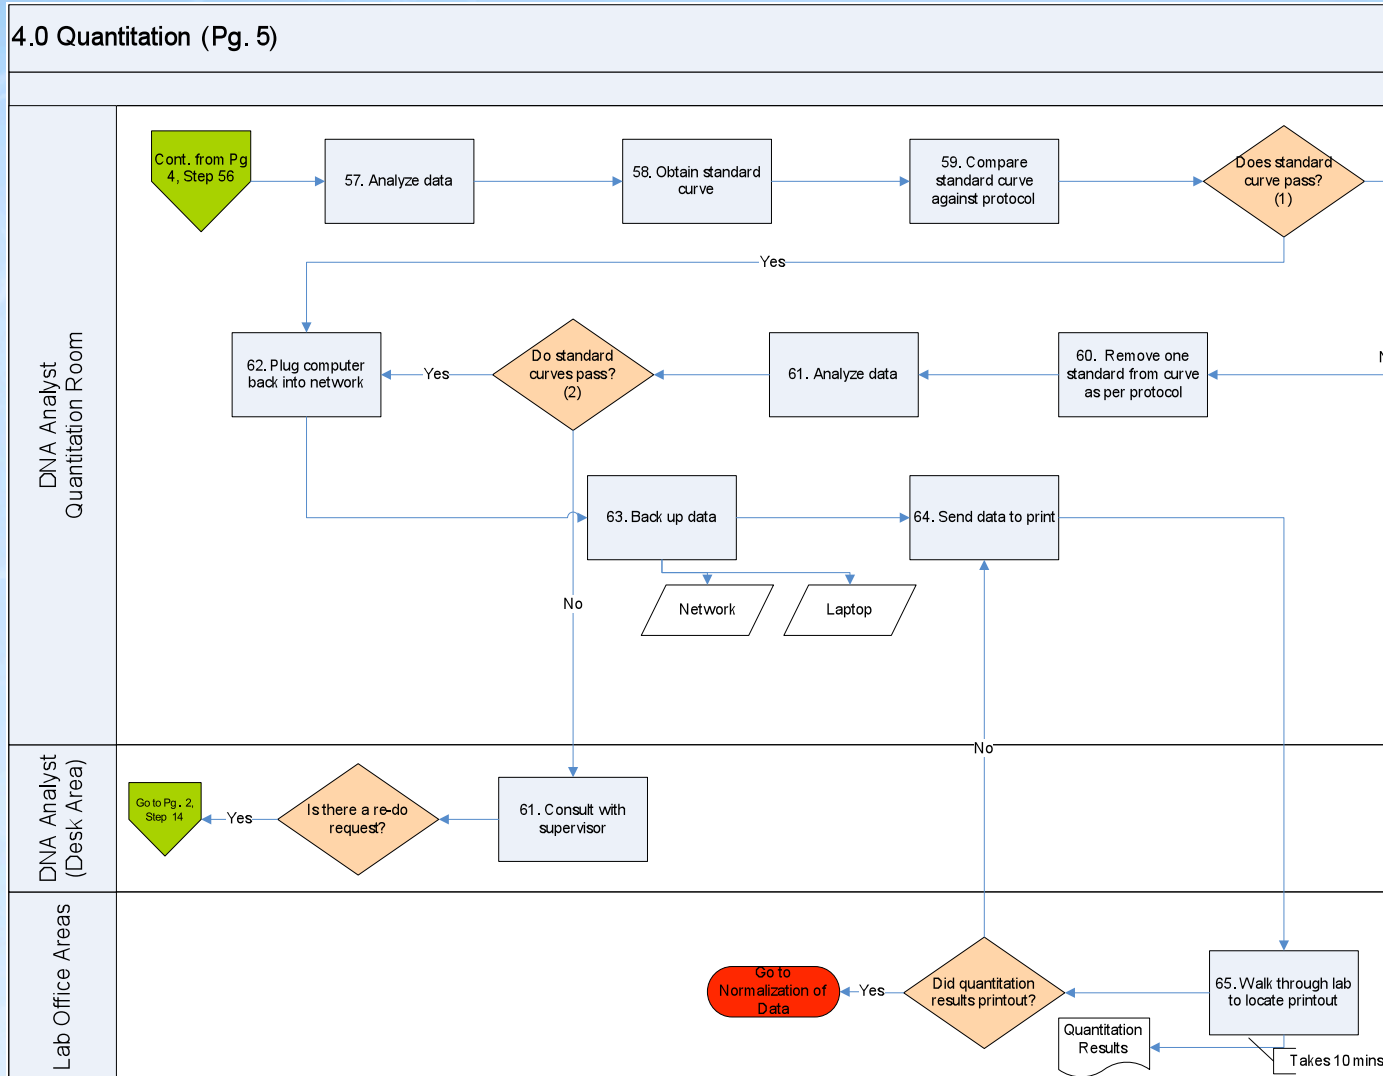 4.0 Quantitation (Pg. 5)
DNA Analyst
Quantitation Room
Cont. from Pg
4, Step 56
57. Analyze data
58. Obtain standard
curve
59. Compare
standard curve
against protocol
Does standard
curve pass?
(1)
Yes
62. Plug computer
back into network
Yes
Do standard
curves pass?
(2)
61. Analyze data
60. Remove one
standard from curve
as per protocol
N
63. Back up data
64. Send data to print
No
Network
Laptop
DNA Analyst
(Desk Area)
Go to Pg. 2,
Step 14
Yes
Is there a re-do
request?
61. Consult with
supervisor
No
Lab Office Areas
Go to
Normalization of
Data
Yes
Did quantitation
results printout?
65. Walk through lab
to locate printout
Quantitation
Results
Takes 10 mins